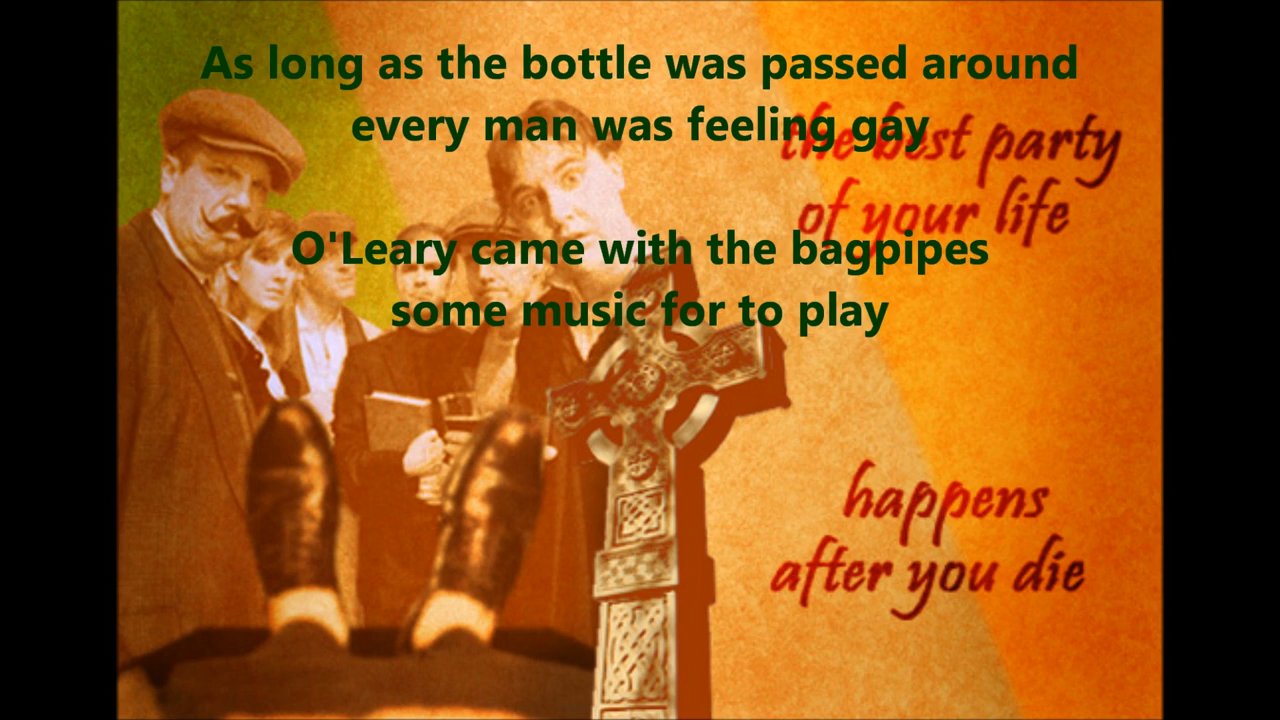 As long as the bottle was passed around
every man was feeling gay
the best party
of your life
O'Leary came with the bagpipes
some music for to play
happens
after you die